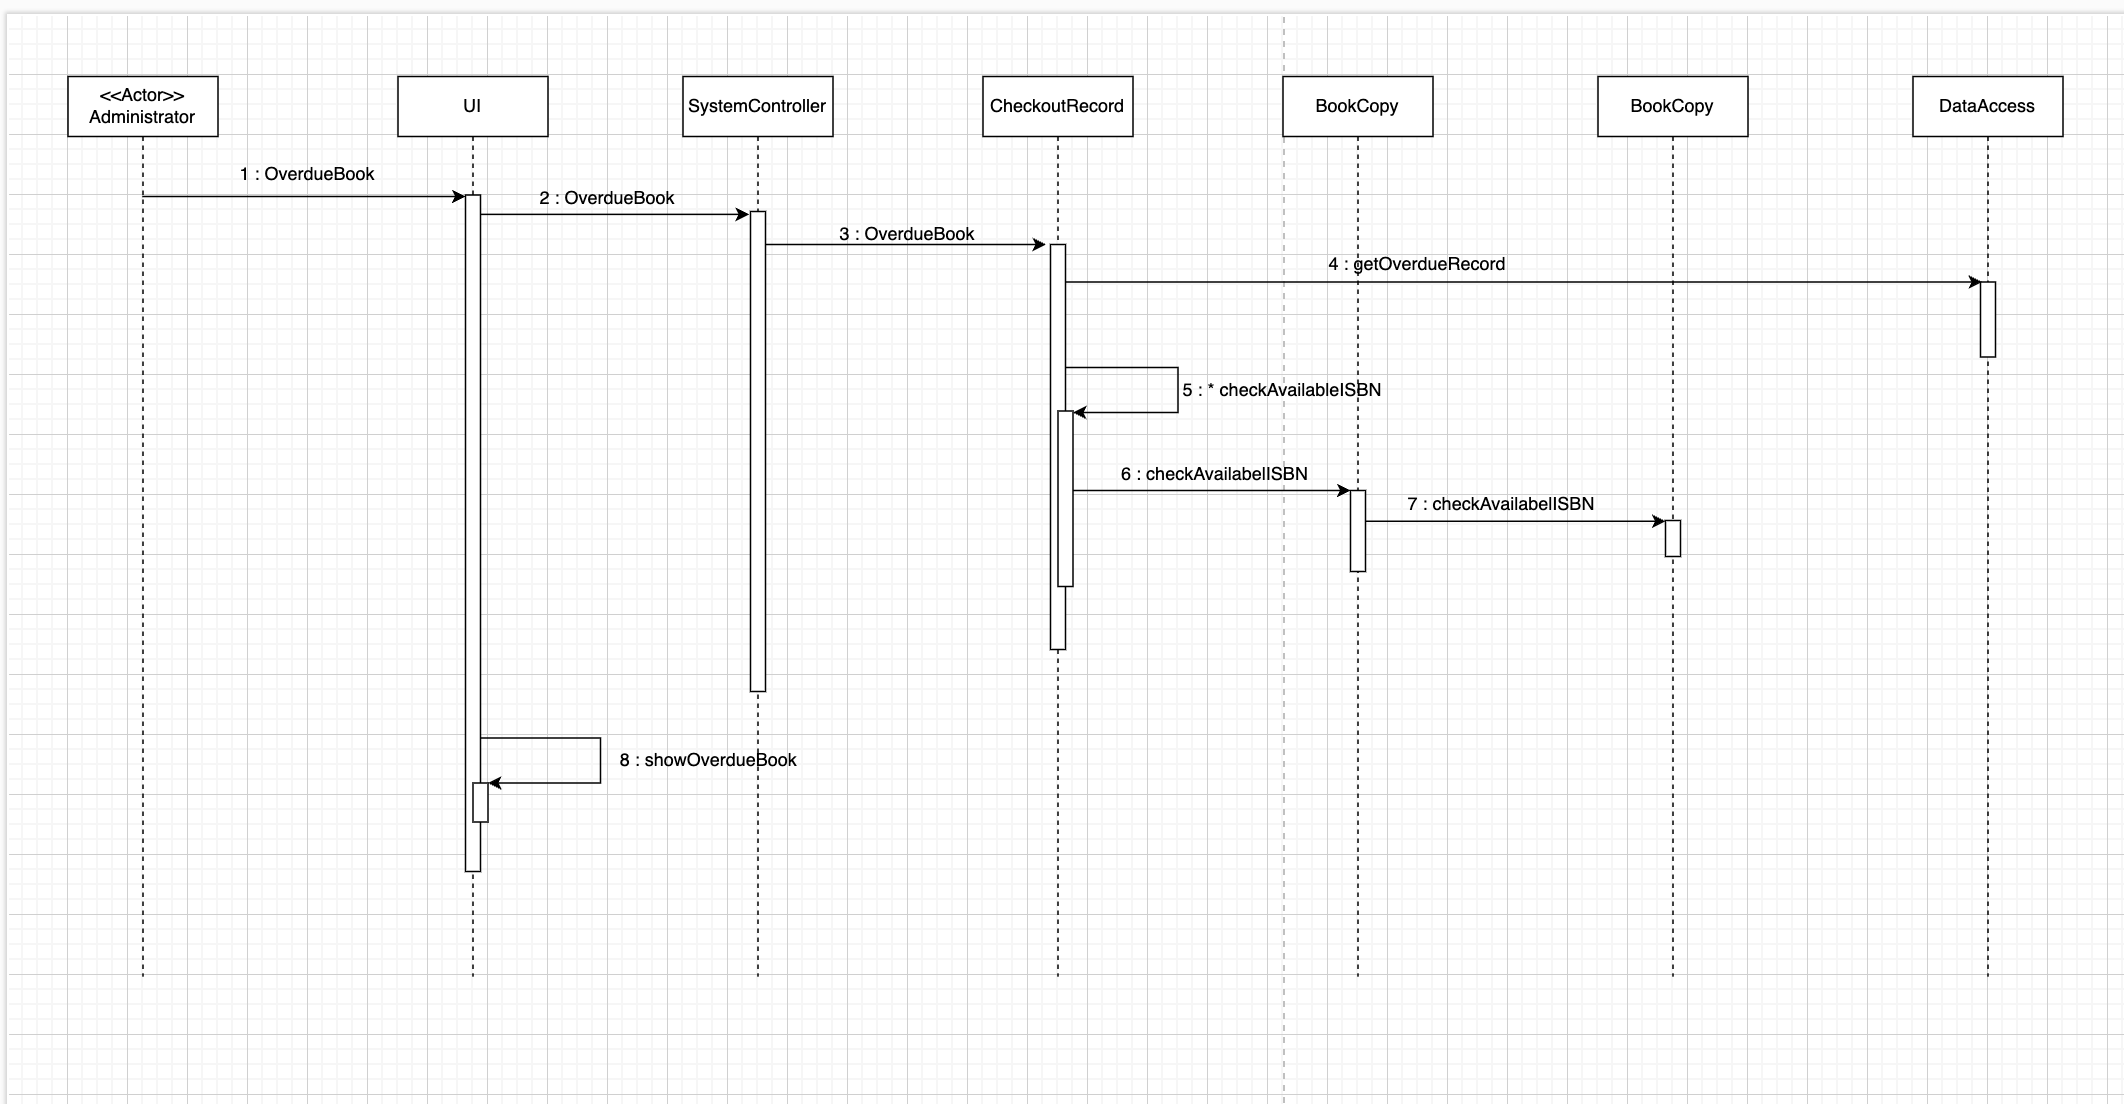 <<Actor>>
Administrator
UI
SystemController
CheckoutRecord
BookCopy
BookCopy
DataAccess
1 : OverdueBook
2 : OverdueBook
3 : OverdueBook
4 : getOverdueRecord
5 : * checkAvailableISBN
6 : checkAvailabelISBN
7 : checkAvailabelISBN
8 : showOverdueBook